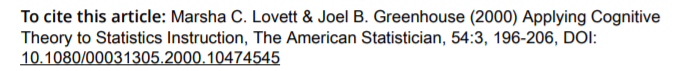 To cite this article: Marsha C. Lovett & Joel B. Greenhouse (2000) Applying Cognitive
Theory to Statistics Instruction, The American Statistician, 54:3, 196-206, DOI:
10.1080/00031305.2000.10474545